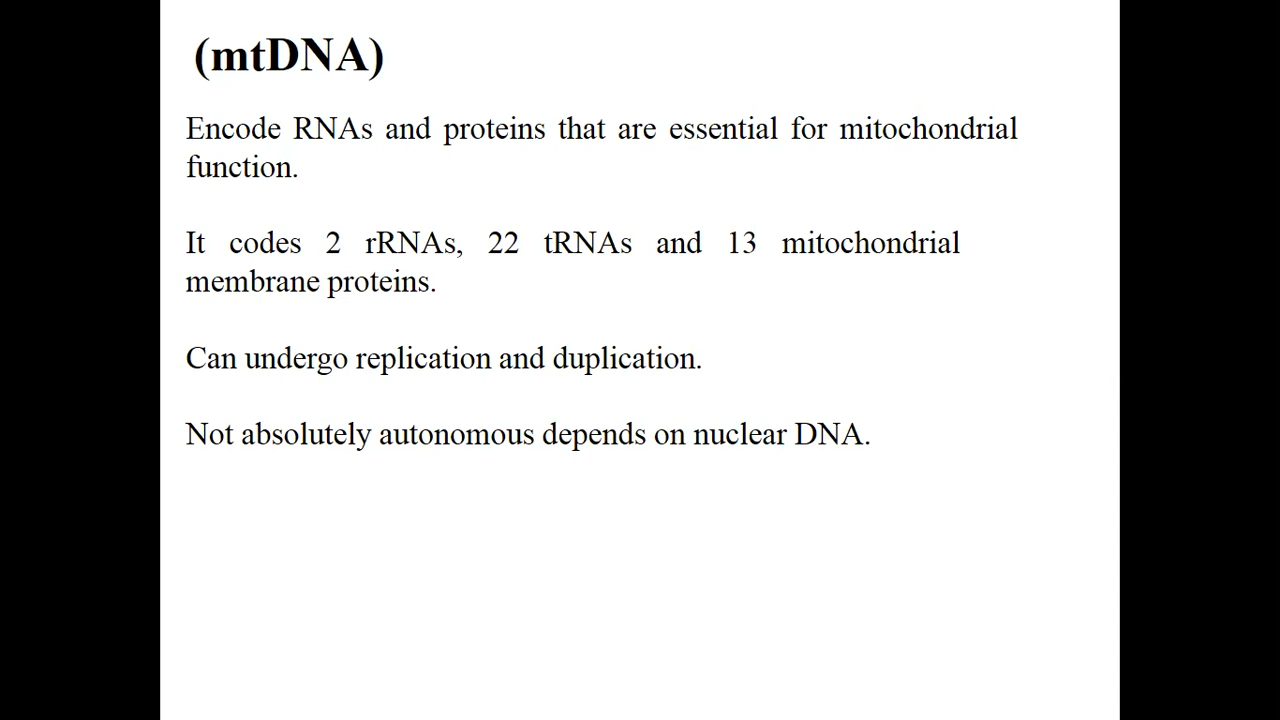 (mtDNA)
Encode RNAs and proteins that are essential for mitochondrial
function.
It codes 2 rRNAs, 22 tRNAs and 13 mitochondrial
membrane proteins.
Can undergo replication and duplication.
Not absolutely autonomous depends on nuclear DNA.